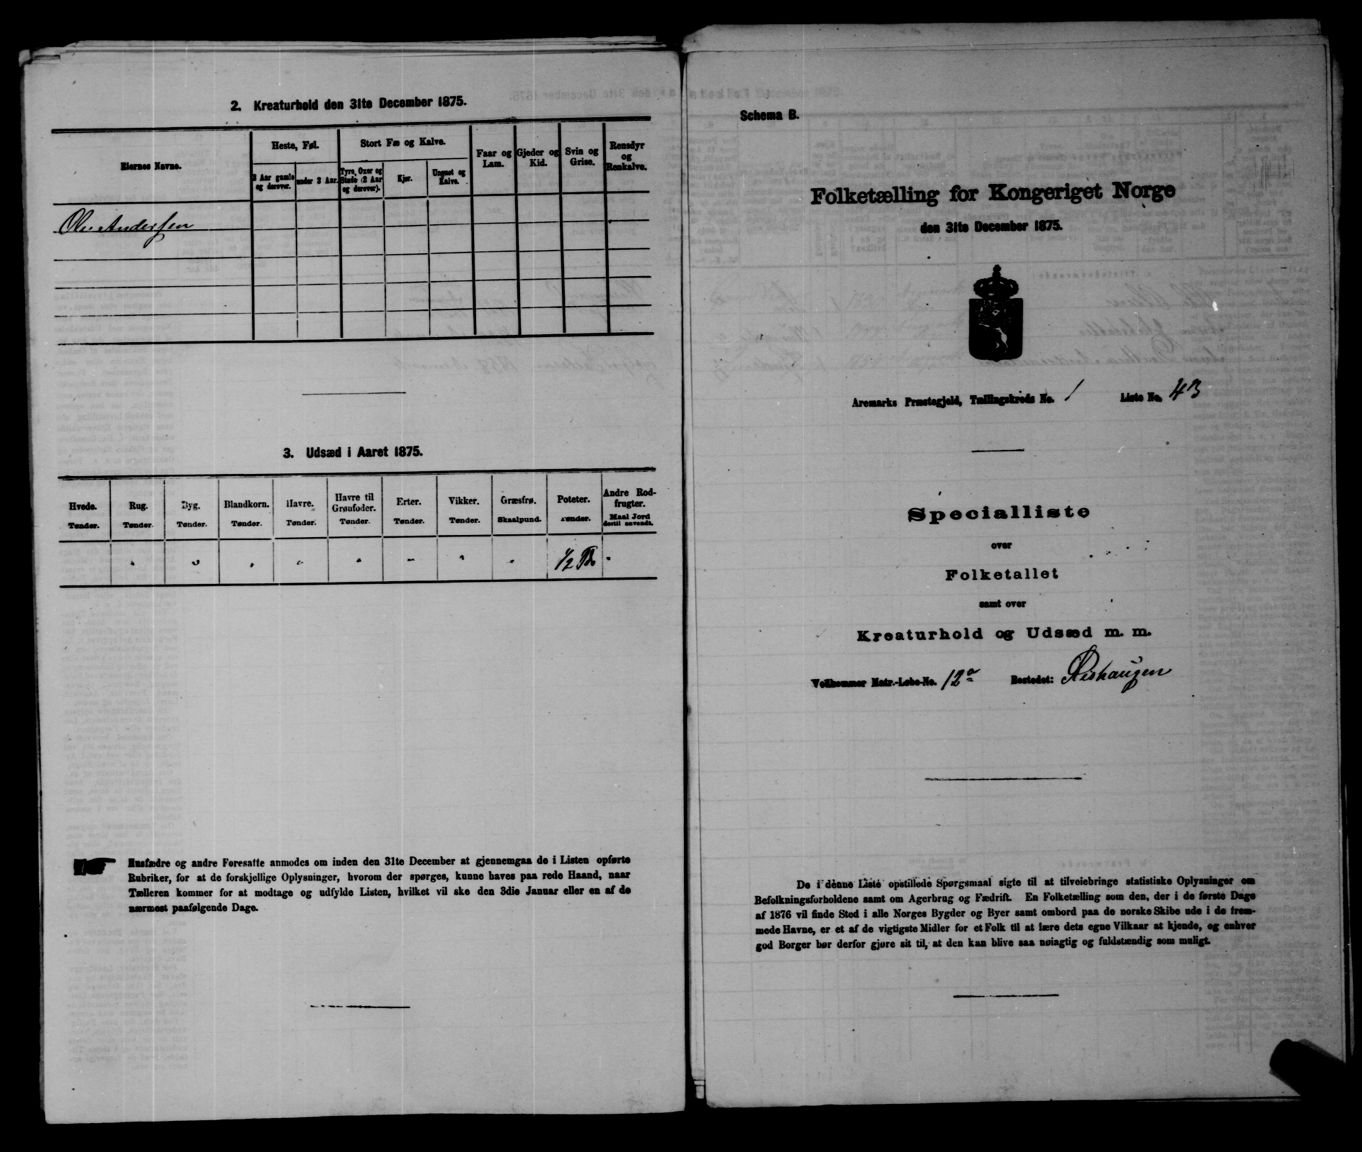 2. Kreaturhold den 31te December 1875.
Eiernes Navne.
Heste, Føl.
3 Aar gamle og derover.
under 3 Aar.
Stort Fæ og Kalve.
Tyre, Oxer og Stude (2 Aar og derover).
Kjør.
Ungnøt og Kalve.
Faar og Lam.
Gjeder og Kid.
Svin og Grise.
Rensdyr og Renkalve.
Ole Andersen
3. Udsæd i Aaret 1875.
Hvede. Rug. Byg. Blandkorn. Havre. Havre til Grønfoder. Erter. Vikker. Græsfrø. Poteter. Andre Rodfrugter.
Tønder. Tønder. Tønder. Tønder. Tønder. Tønder. Tønder. Tønder. Skaalpund. Tønder. Maal Jord dertil anvendt.
" " " " " " " " ½ Td. "
Husfædre og andre Foresatte anmodes om inden den 31te December at gjennemgaa de i Listen opførte
Rubriker, for at de forskjellige Oplysninger, hvorom der spørges, kunne haves paa rede Haand, naar
Tælleren kommer for at modtage og udfylde Listen, hvilket vil ske den 3die Januar eller en af de
nærmest paafølgende Dage.
Schema B.
Folketælling for Kongeriget Norge
den 31te December 1875.
Aremarks Præstegjeld, Tællingskreds No. 1 Liste No. 43
Specialliste
over
Folketallet
samt over
Kreaturhold og Udsæd m. m.
Vedkommer Matr.-Løbe-No. 12a Bostedet:
De i denne Liste opstillede Spørgsmaal sigte til at tilveiebringe statistiske Oplysninger om
Befolkningsforholdene samt om Agerbrug og Fædrift. En Folketælling som den, der i de første Dage
af 1876 vil finde Sted i alle Norges Bygder og Byer samt ombord paa de norske Skibe ude i de frem-
mede Havne, er et af de vigtigste Midler for et Folk til at lære dets egne Vilkaar at kjende, og enhver
god Borger bør derfor gjøre sit til, at den kan blive saa nøiagtig og fuldstændig som muligt.